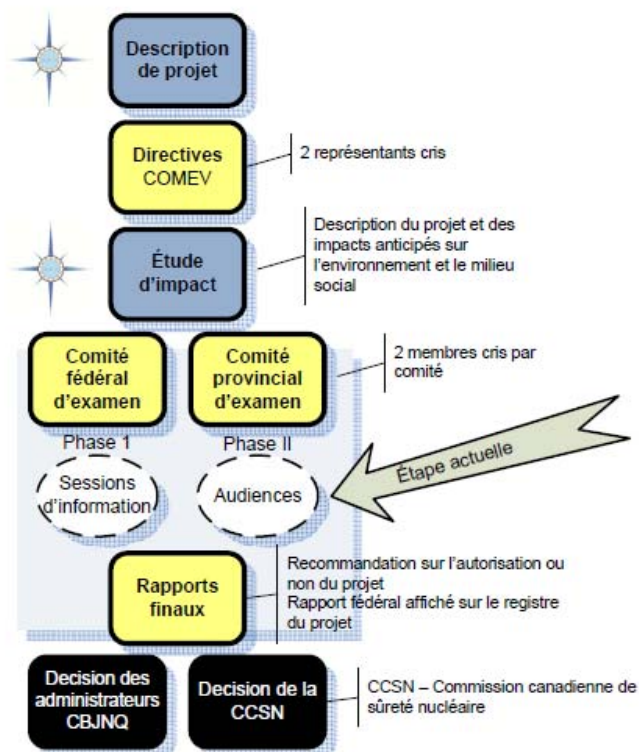 Description
de projet
Directives
COMEV
2 représentants cris
Étude
d'impact
Description du projet et des
impacts anticipés sur
l'environnement et le milieu
social
Comité
fédéral
d'examen
Comité
provincial
d'examen
2 membres cris par
comité
Phase 1
Phase II
Sessions
d'information
Audiences
Étape actuelle
Rapports
finaux
Recommandation sur l'autorisation ou
non du projet
Rapport fédéral affiché sur le registre
du projet
Decision des
administrateurs
CBJNQ
Decision de la
CCSN
CCSN – Commission canadienne de
sûreté nucléaire